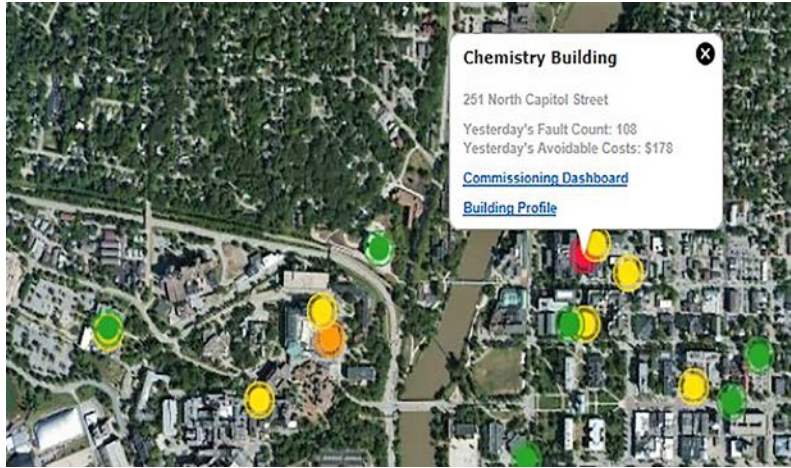 Chemistry Building
251 North Capitol Street
Yesterday's Fault Count: 108
Yesterday's Avoidable Costs: $178
Commissioning Dashboard
Building Profile